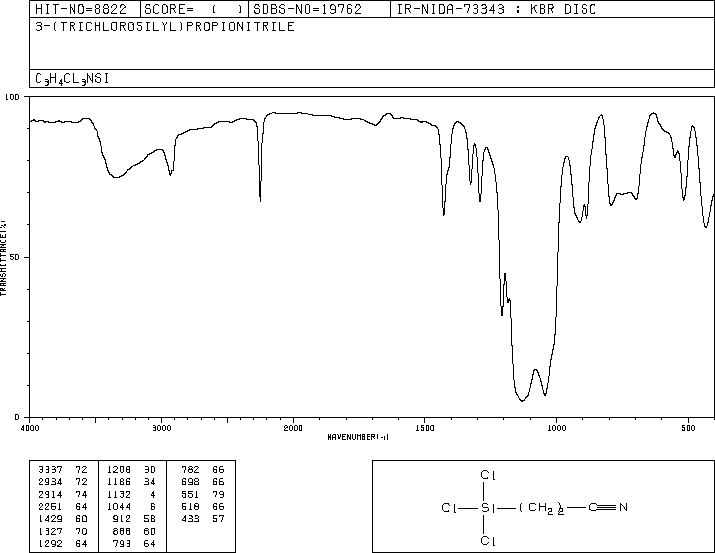 HIT-NO=8822 SCORE= ( ) SDBS-NO=19762 IR-NIDA-73343 : KBR DISC
3-(TRICHLOROSILYL)PROPIONITRILE
C3H4CL3NSI
100
50
0
TRANSMITTANCE(%)
4000 3000 2000 1500 1000 500
WAVENUMBER(-1)
3337 72 1208 30 782 66
2934 72 1186 34 698 66
2914 74 1132 4 551 79
2261 64 1044 6 518 66
1429 60 912 58 433 57
1327 70 888 60
1292 64 793 64
Cl
Cl—Si—(CH2)2—C≡N
Cl